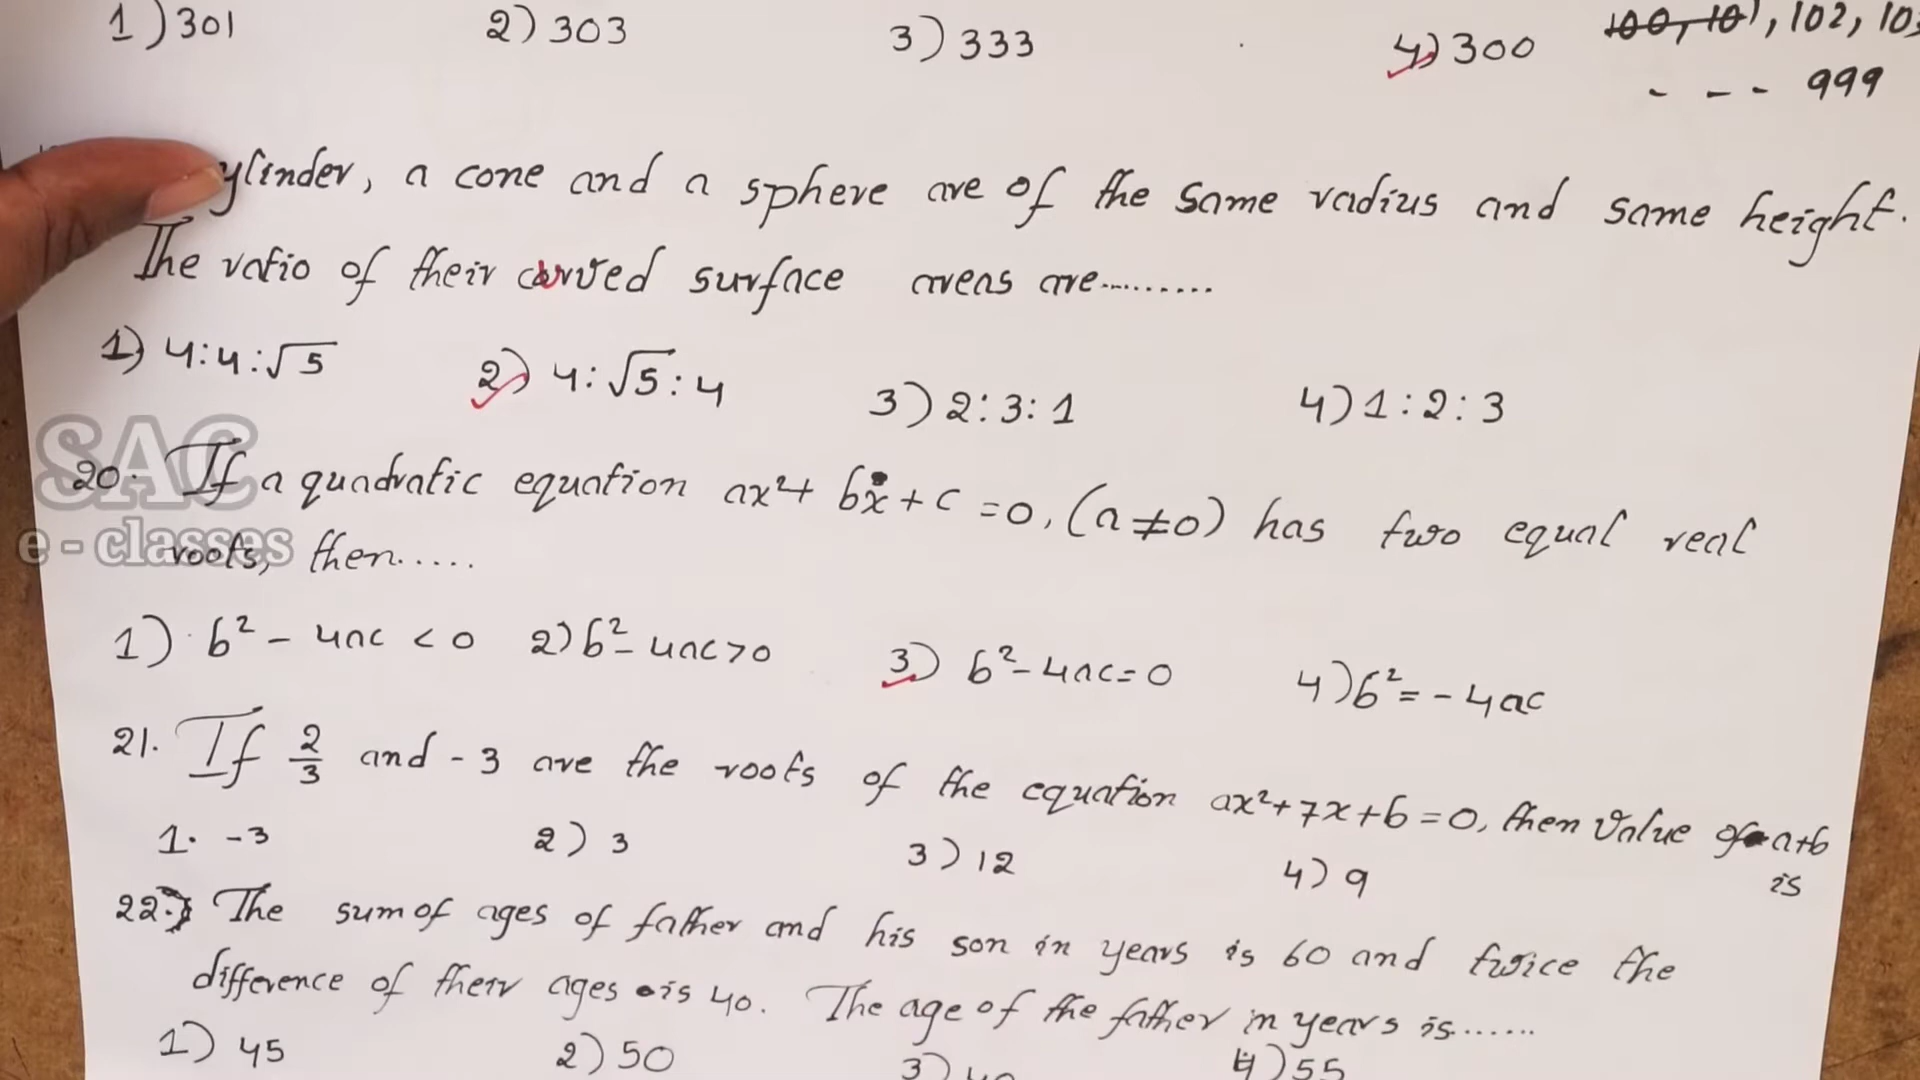 1) 301 2) 303 3) 333 4) 300
100, 101, 102, 10
- - - 999
ylinder, a cone and a sphere are of the same radius and same height.
The ratio of their curved surface areas are..........
1) 4:4:√5 2) 4:√5:4 3) 2:3:1 4) 1:2:3
SAC
e - classes
20. If a quadratic equation ax²+ bx + c = 0, (a ≠ 0) has two equal real
roots, then.....
1) b² - 4ac < 0 2) b² - 4ac > 0 3) b² - 4ac = 0 4) b² = - 4ac
21. If 2/3 and - 3 are the roots of the equation ax²+ 7x + b = 0, then value of a+b
is
1. -3 2) 3 3) 12 4) 9
22. The sum of ages of father and his son in years is 60 and twice the
difference of their ages is 40. The age of the father in years is......
1) 45 2) 50 3) 40 4) 55